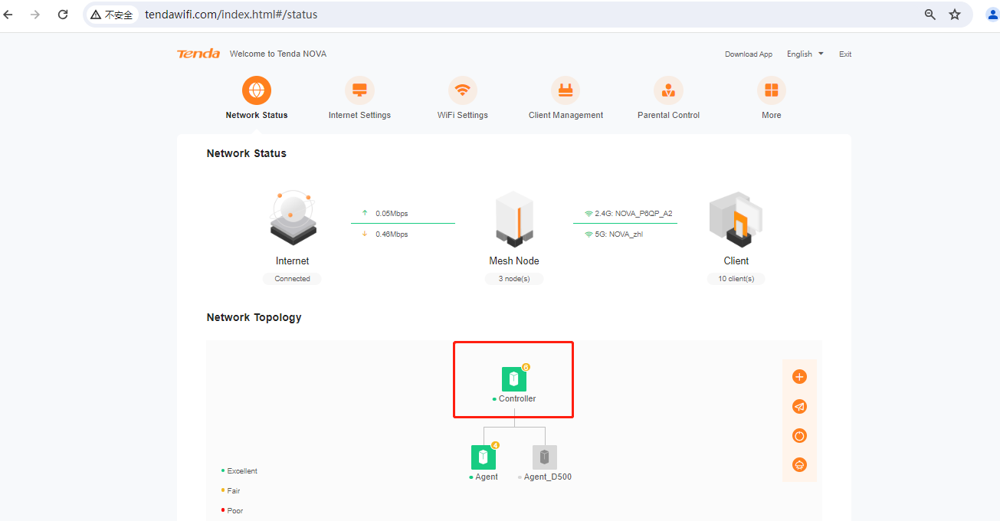 不安全 tendawifi.com/index.html#/status
Tenda Welcome to Tenda NOVA Download App English Exit
Network Status Internet Settings WiFi Settings Client Management Parental Control More
Network Status
0.05Mbps 2.4G: NOVA_P6QP_A2
0.46Mbps 5G: NOVA_zhl
Internet Mesh Node Client
Connected 3 node(s) 10 client(s)
Network Topology
6
Controller
4
Agent Agent_D500
Excellent
Fair
Poor